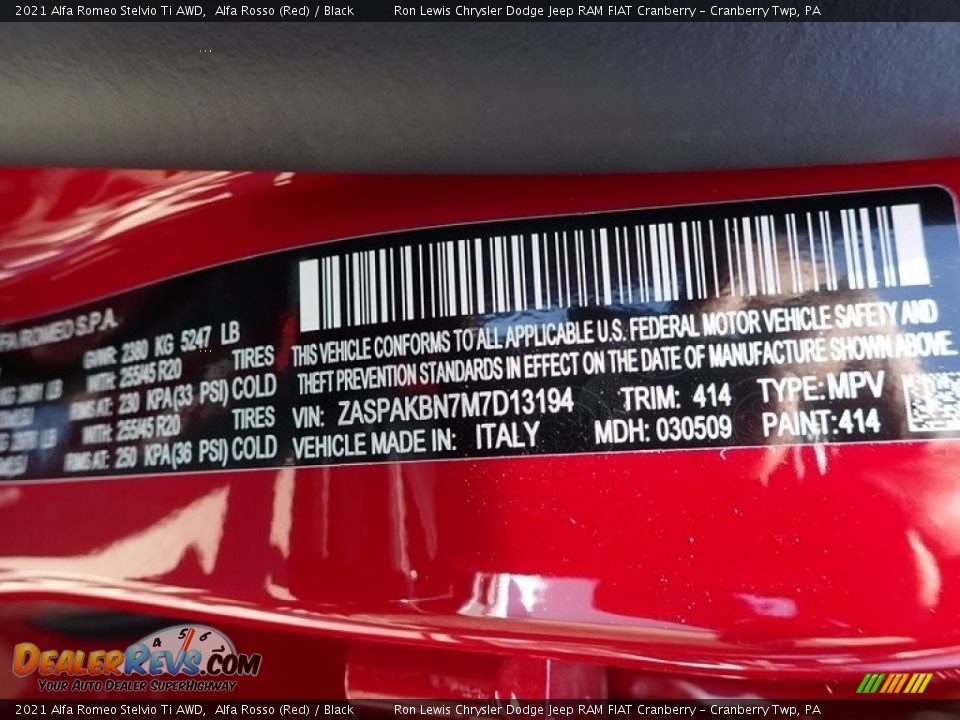 2021 Alfa Romeo Stelvio Ti AWD, Alfa Rosso (Red) / Black Ron Lewis Chrysler Dodge Jeep RAM FIAT Cranberry - Cranberry Twp, PA
ROMEO S.P.A.
GVWR: 2380 KG 5247 LB
WITH: 255/45 R20 TIRES
RIMS AT: 230 KPA(33 PSI) COLD
WITH: 255/45 R20 TIRES
RIMS AT: 250 KPA(36 PSI) COLD
THIS VEHICLE CONFORMS TO ALL APPLICABLE U.S. FEDERAL MOTOR VEHICLE SAFETY AND
THEFT PREVENTION STANDARDS IN EFFECT ON THE DATE OF MANUFACTURE SHOWN ABOVE.
VIN: ZASPAKBN7M7D13194 TRIM: 414 TYPE: MPV
VEHICLE MADE IN: ITALY MDH: 030509 PAINT:414
4 5 6
DEALERREVS.COM
YOUR AUTO DEALER SUPERHIGHWAY
2021 Alfa Romeo Stelvio Ti AWD, Alfa Rosso (Red) / Black Ron Lewis Chrysler Dodge Jeep RAM FIAT Cranberry - Cranberry Twp, PA